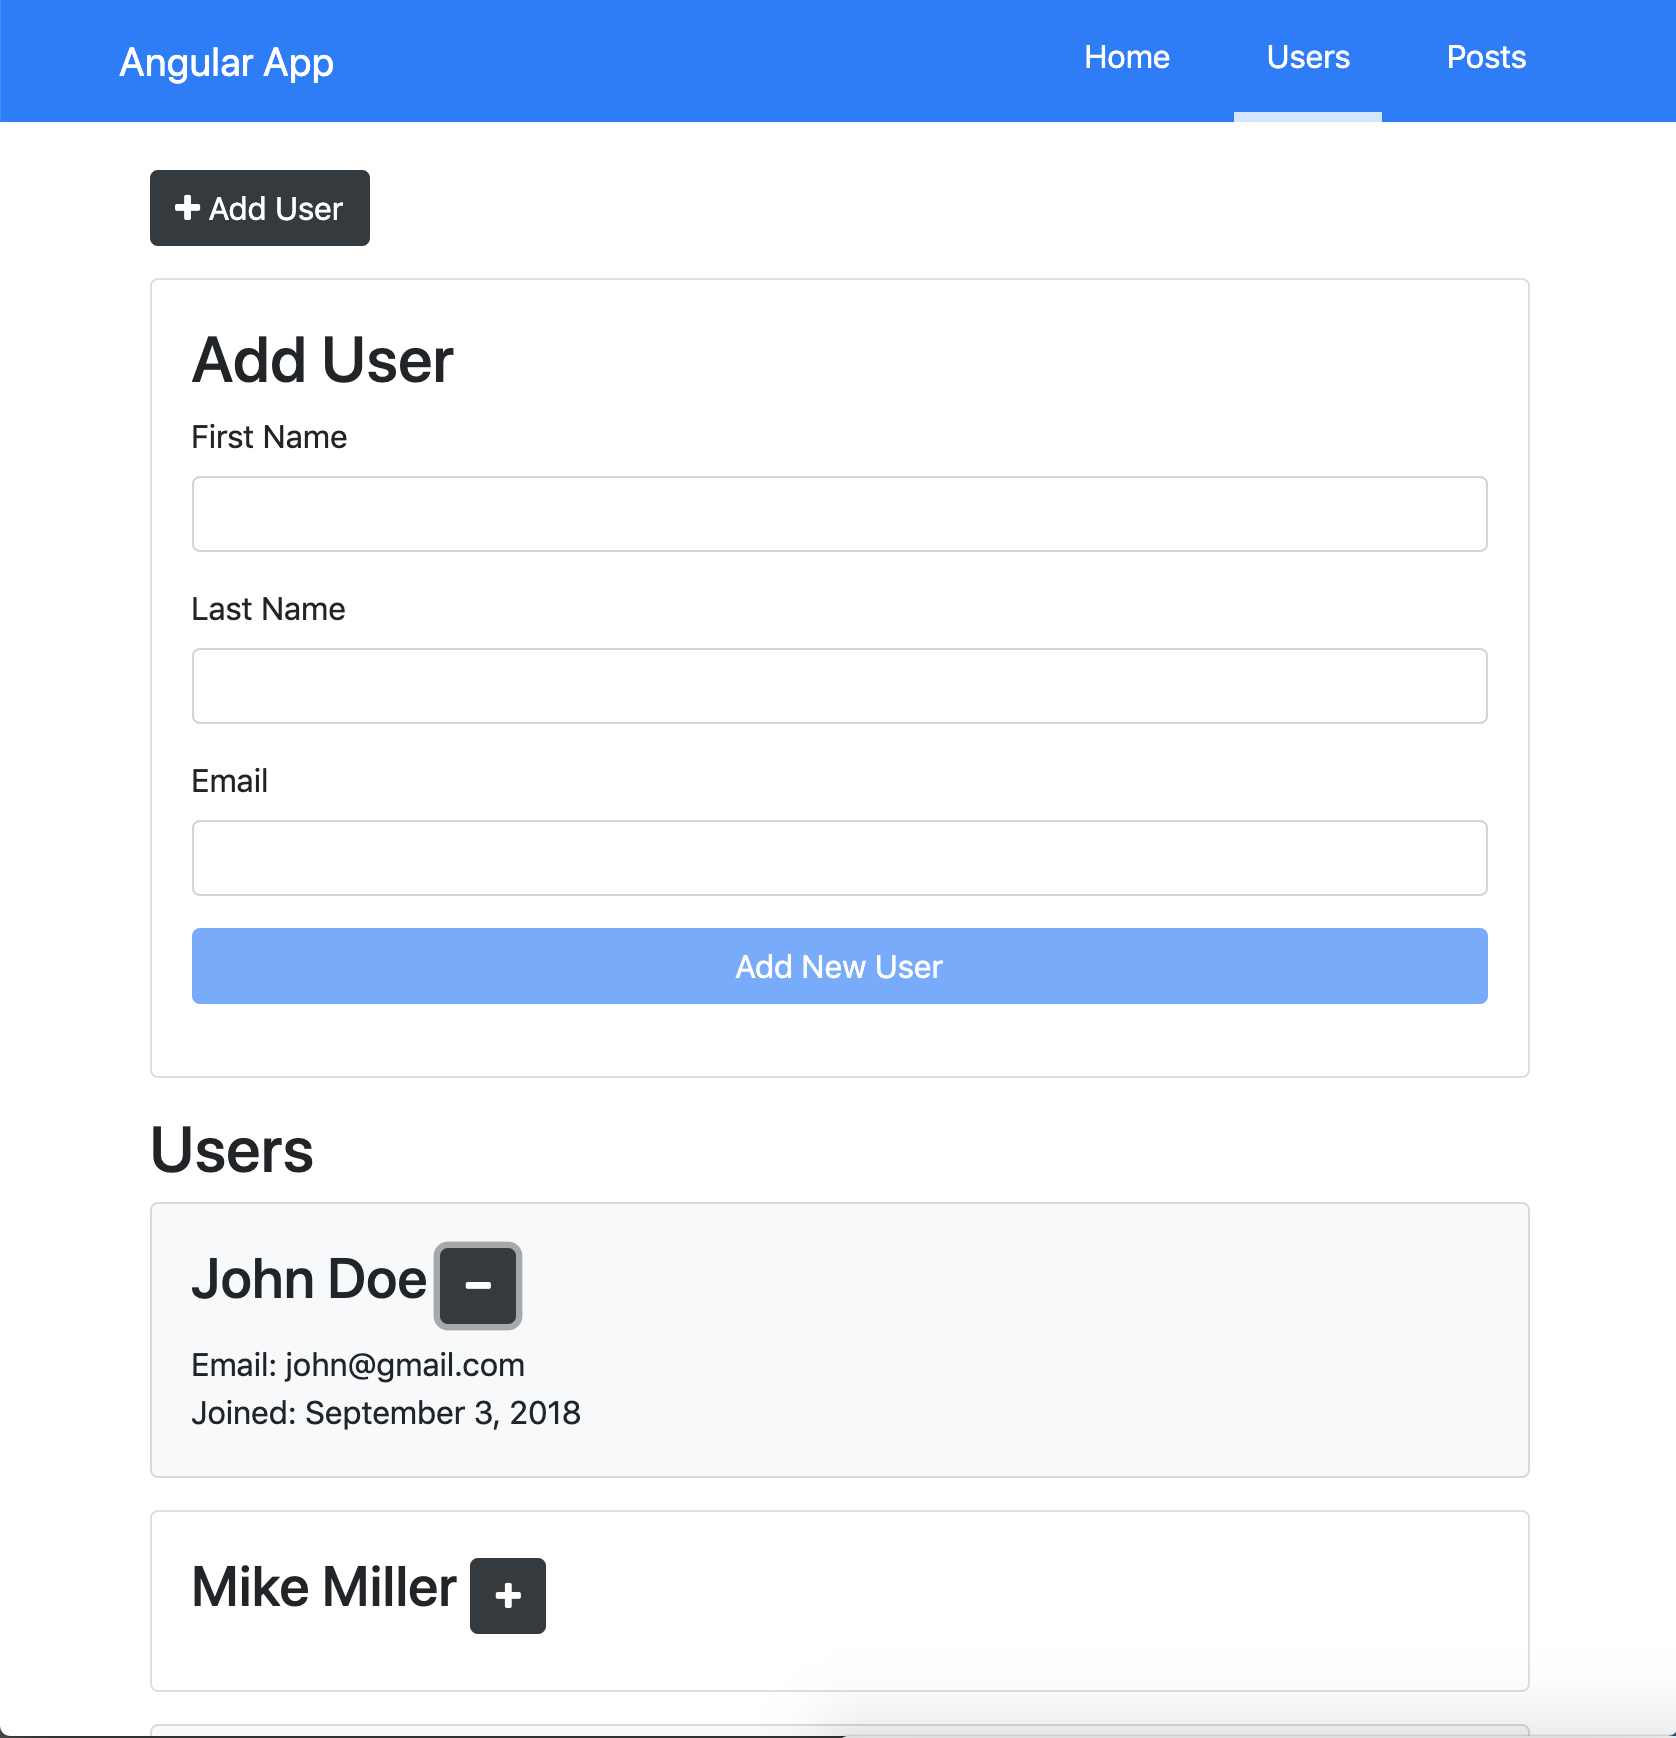 Angular App
Home Users Posts
Add User
Add User
First Name
Last Name
Email
Add New User
Users
John Doe
Email: john@gmail.com
Joined: September 3, 2018
Mike Miller